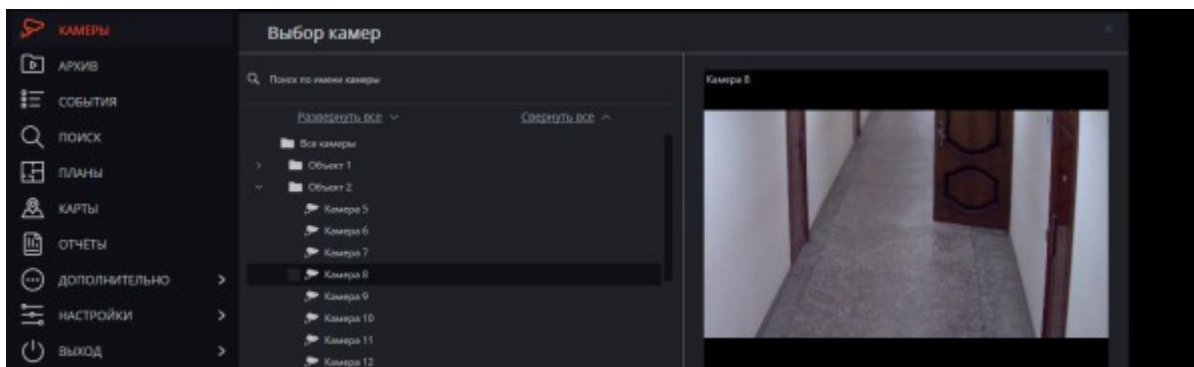 КАМЕРЫ
АРХИВ
СОБЫТИЯ
ПОИСК
ПЛАНЫ
КАРТЫ
ОТЧЁТЫ
ДОПОЛНИТЕЛЬНО
НАСТРОЙКИ
ВЫХОД
Выбор камер
Поиск по имени камеры
Развернуть все
Свернуть все
Все камеры
Объект 1
Объект 2
Камера 5
Камера 6
Камера 7
Камера 8
Камера 9
Камера 10
Камера 11
Камера 12
Камера 8